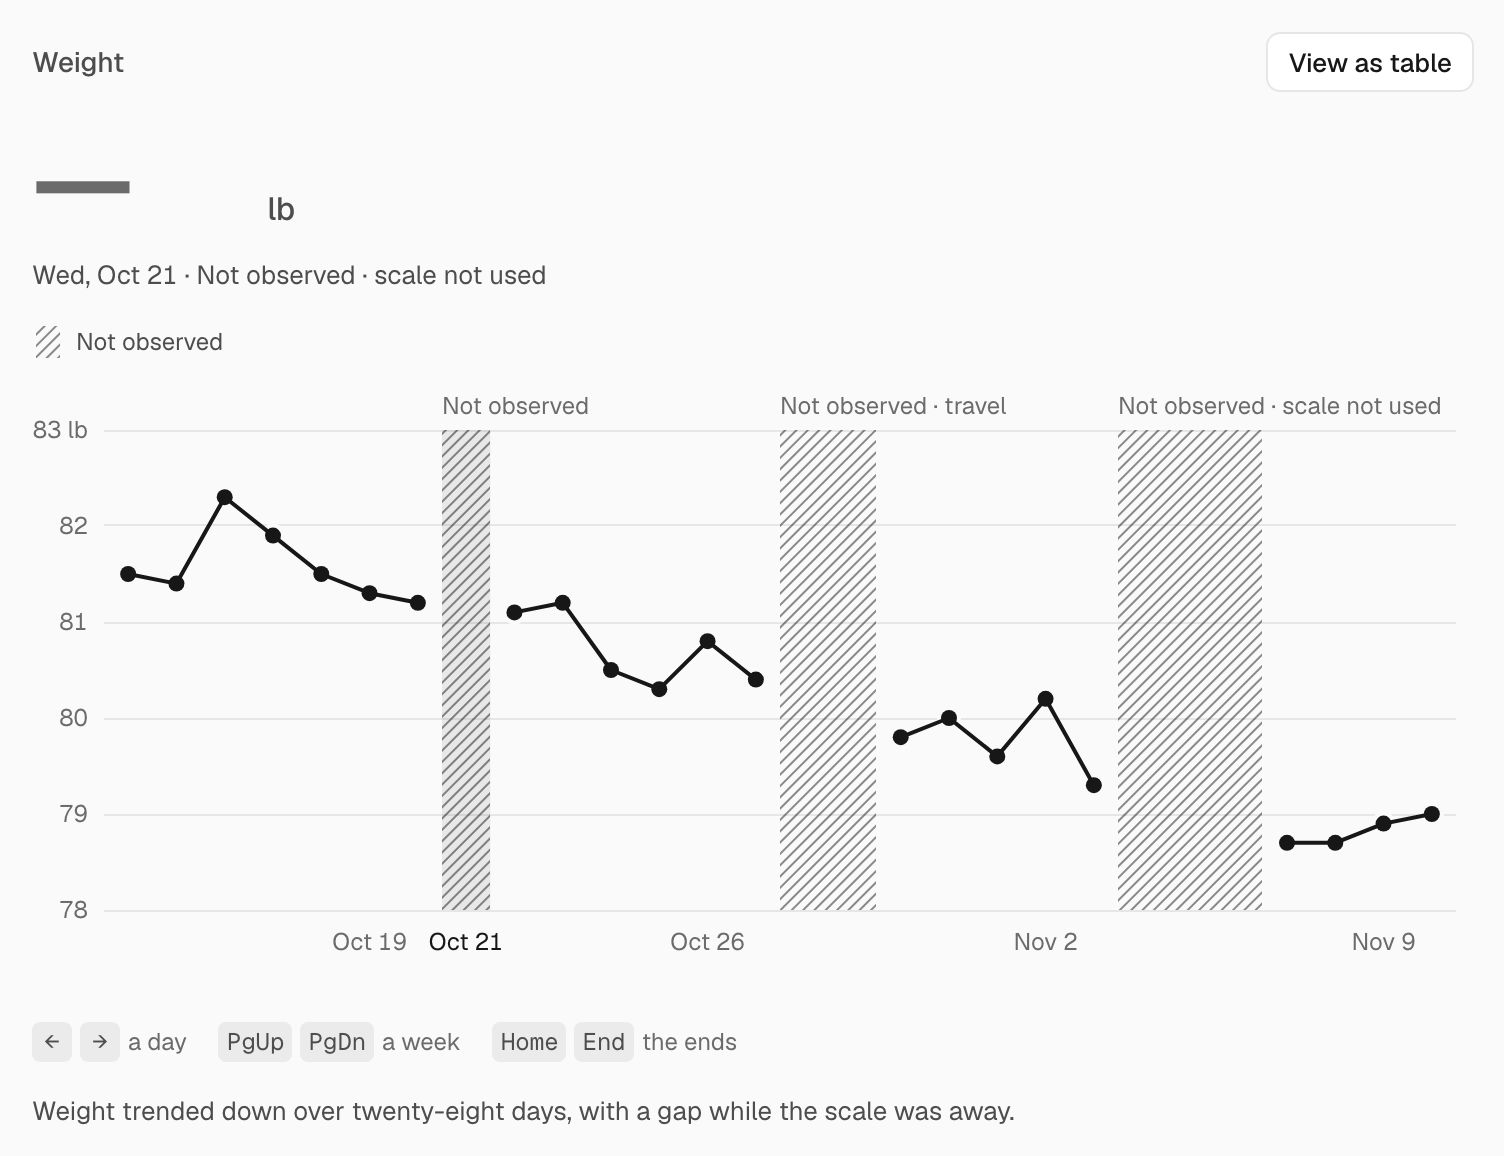 Weight
View as table
— lb
Wed, Oct 21 · Not observed · scale not used
Not observed
Not observed
Not observed · travel
Not observed · scale not used
83 lb
82
81
80
79
78
Oct 19
Oct 21
Oct 26
Nov 2
Nov 9
← → a day PgUp PgDn a week Home End the ends
Weight trended down over twenty-eight days, with a gap while the scale was away.